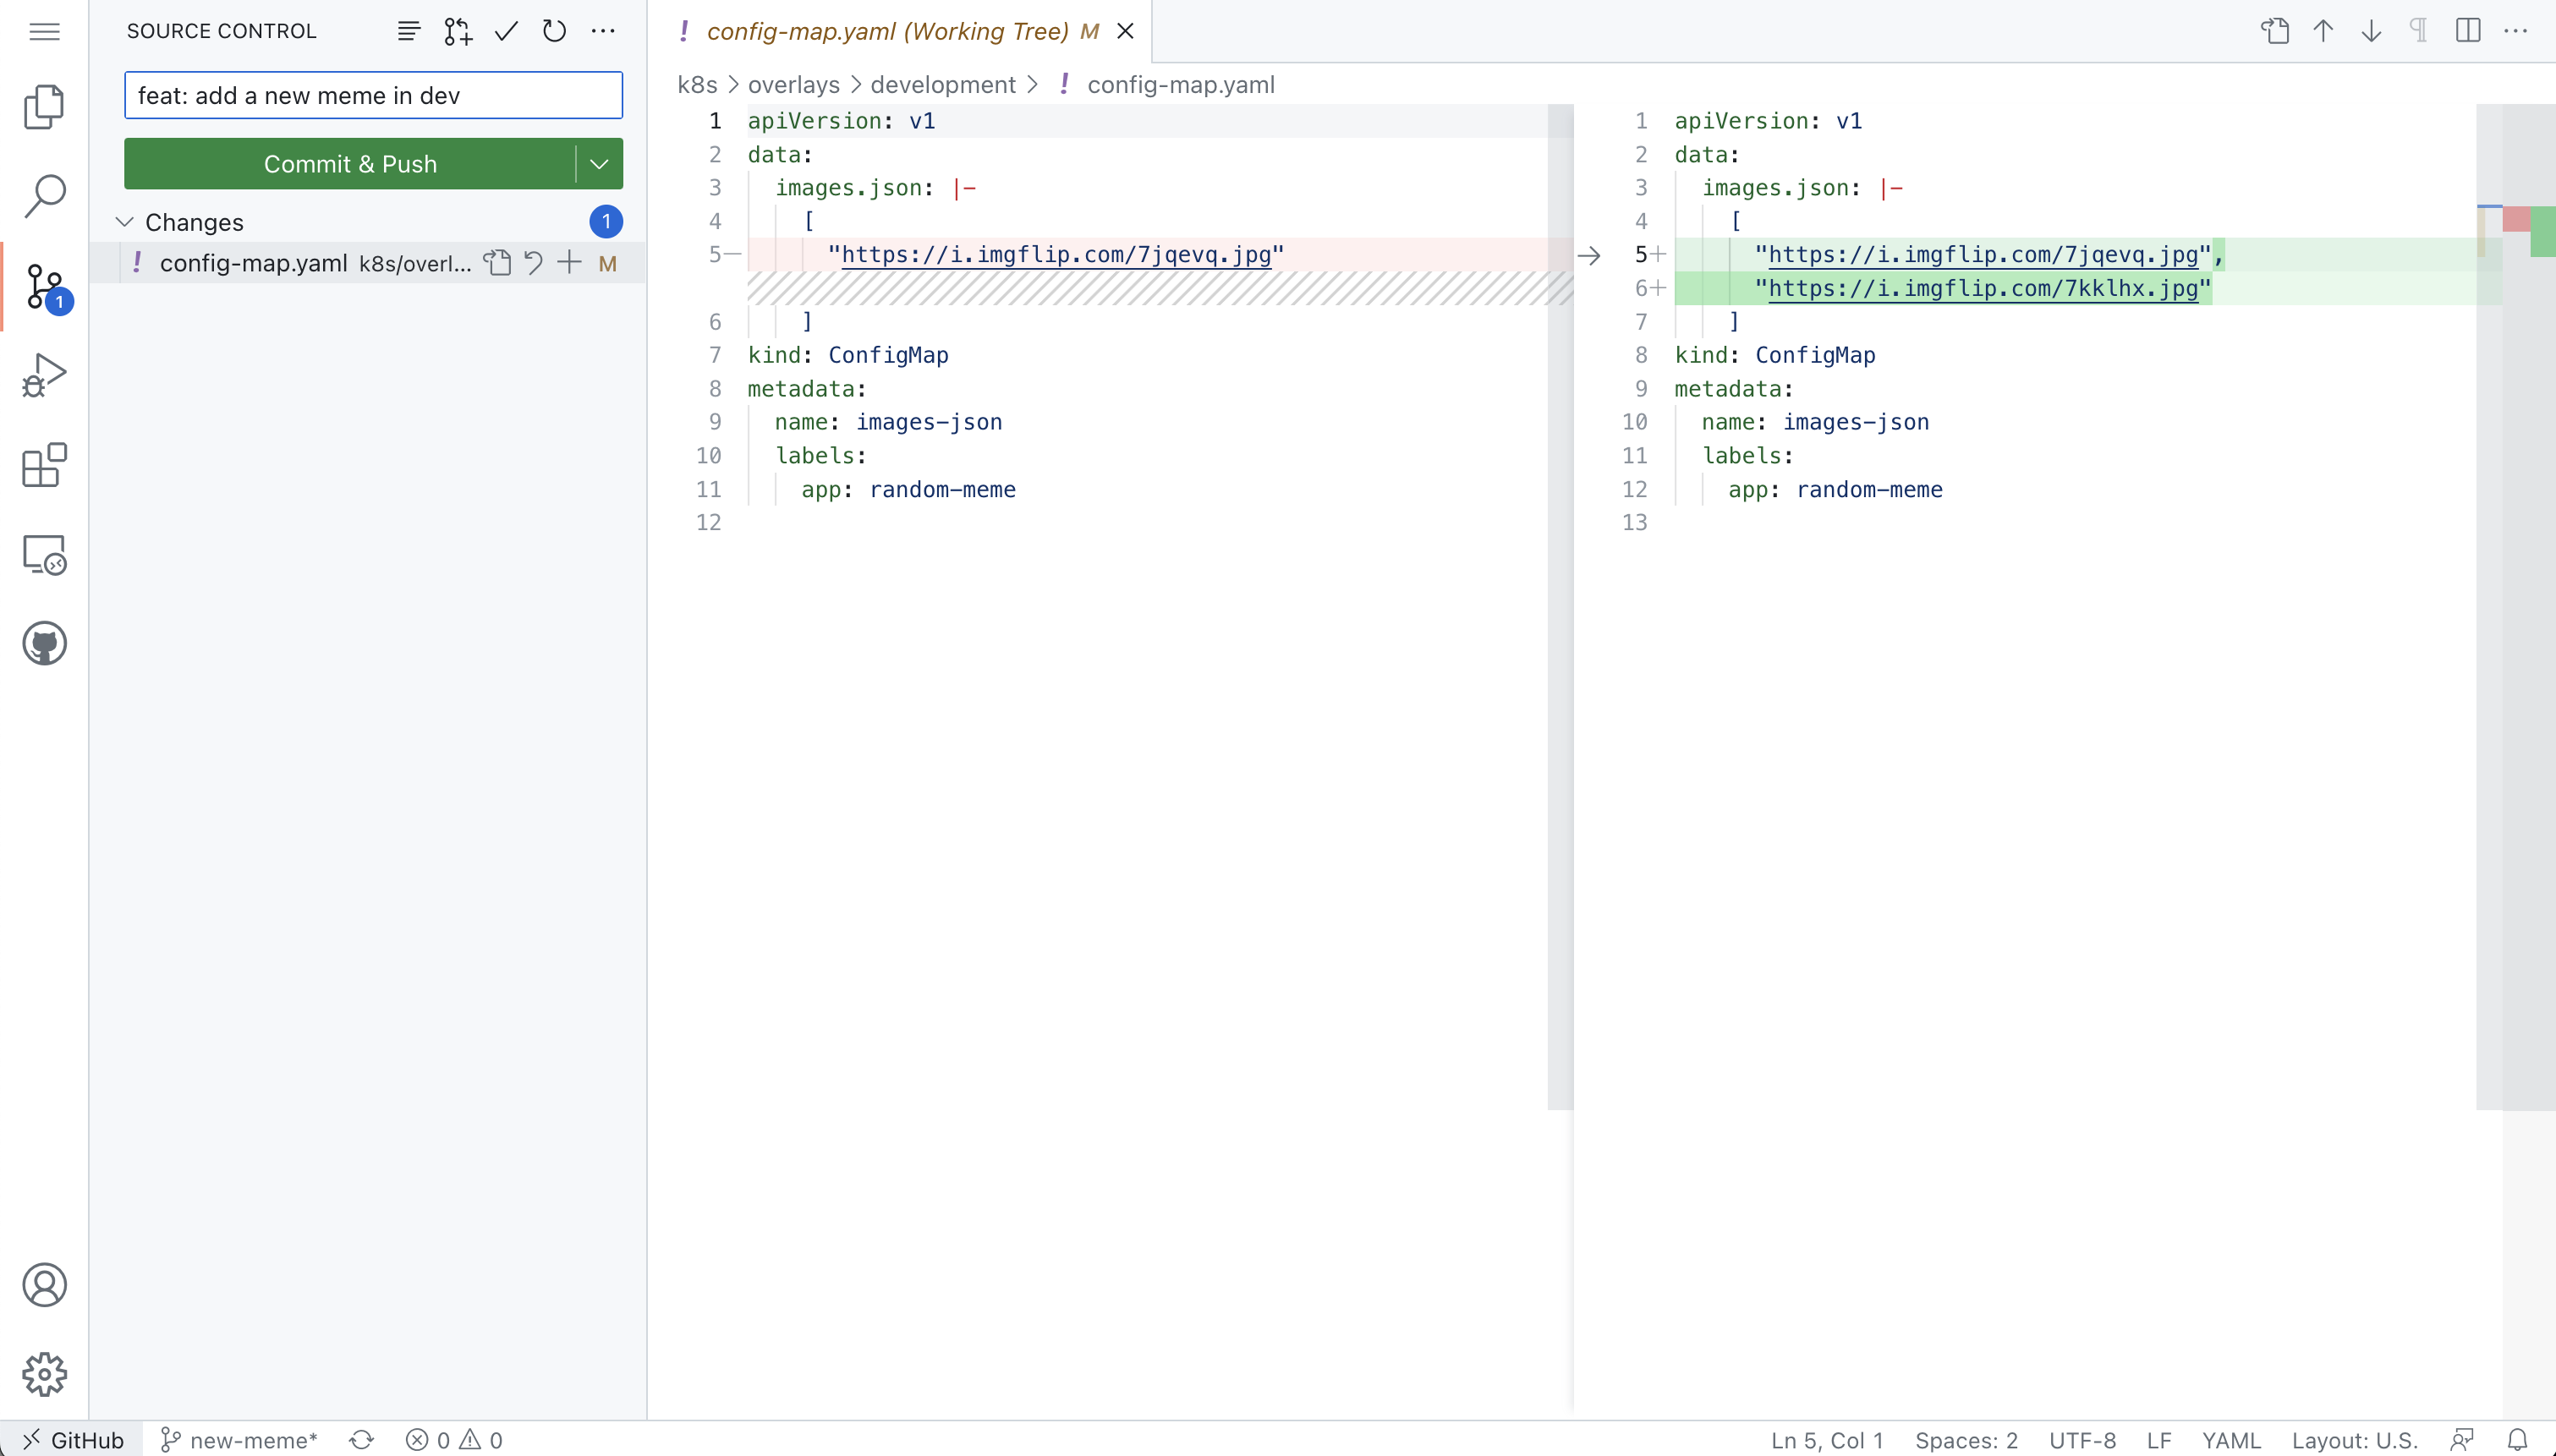 SOURCE CONTROL
feat: add a new meme in dev
Commit & Push
Changes 1
config-map.yaml k8s/overl... M
1
config-map.yaml (Working Tree) M
k8s > overlays > development > ! config-map.yaml
1 apiVersion: v1
2 data:
3 images.json: |-
4 [
5— "https://i.imgflip.com/7jqevq.jpg"
6 ]
7 kind: ConfigMap
8 metadata:
9 name: images-json
10 labels:
11 app: random-meme
12
1 apiVersion: v1
2 data:
3 images.json: |-
4 [
5+ "https://i.imgflip.com/7jqevq.jpg",
6+ "https://i.imgflip.com/7kklhx.jpg"
7 ]
8 kind: ConfigMap
9 metadata:
10 name: images-json
11 labels:
12 app: random-meme
13
GitHub new-meme* 0 0 Ln 5, Col 1 Spaces: 2 UTF-8 LF YAML Layout: U.S.